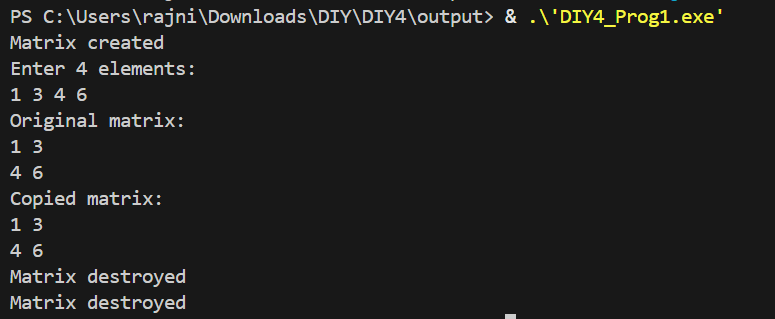 PS C:\Users\rajni\Downloads\DIY\DIY4\output> & .\'DIY4_Prog1.exe'
Matrix created
Enter 4 elements:
1 3 4 6
Original matrix:
1 3
4 6
Copied matrix:
1 3
4 6
Matrix destroyed
Matrix destroyed